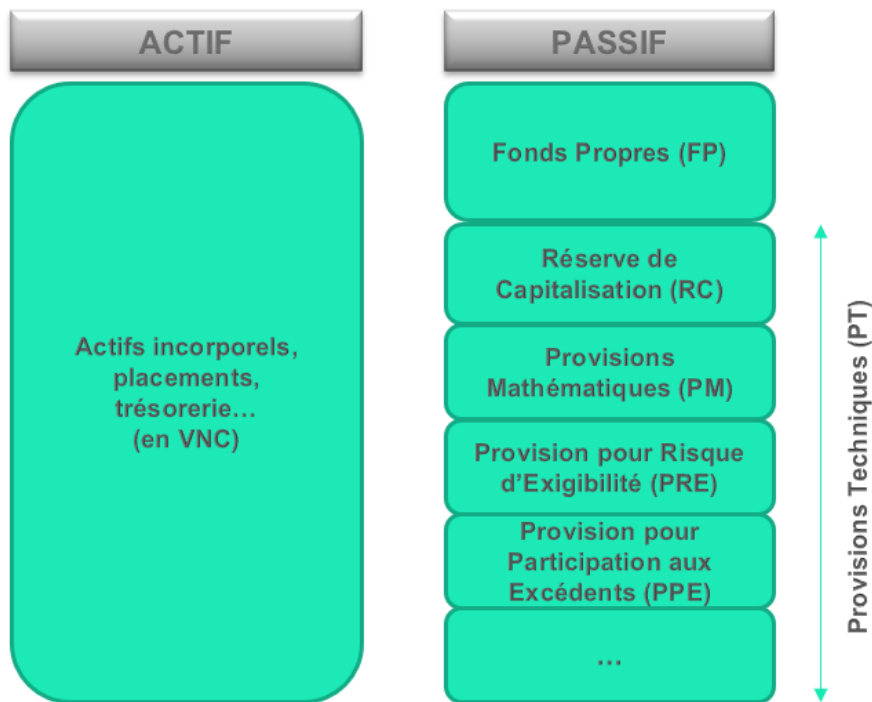 ACTIF
Actifs incorporels,
placements,
trésorerie…
(en VNC)
PASSIF
Fonds Propres (FP)
Réserve de
Capitalisation (RC)
Provisions
Mathématiques (PM)
Provision pour Risque
d'Exigibilité (PRE)
Provision pour
Participation aux
Excédents (PPE)
…
Provisions Techniques (PT)